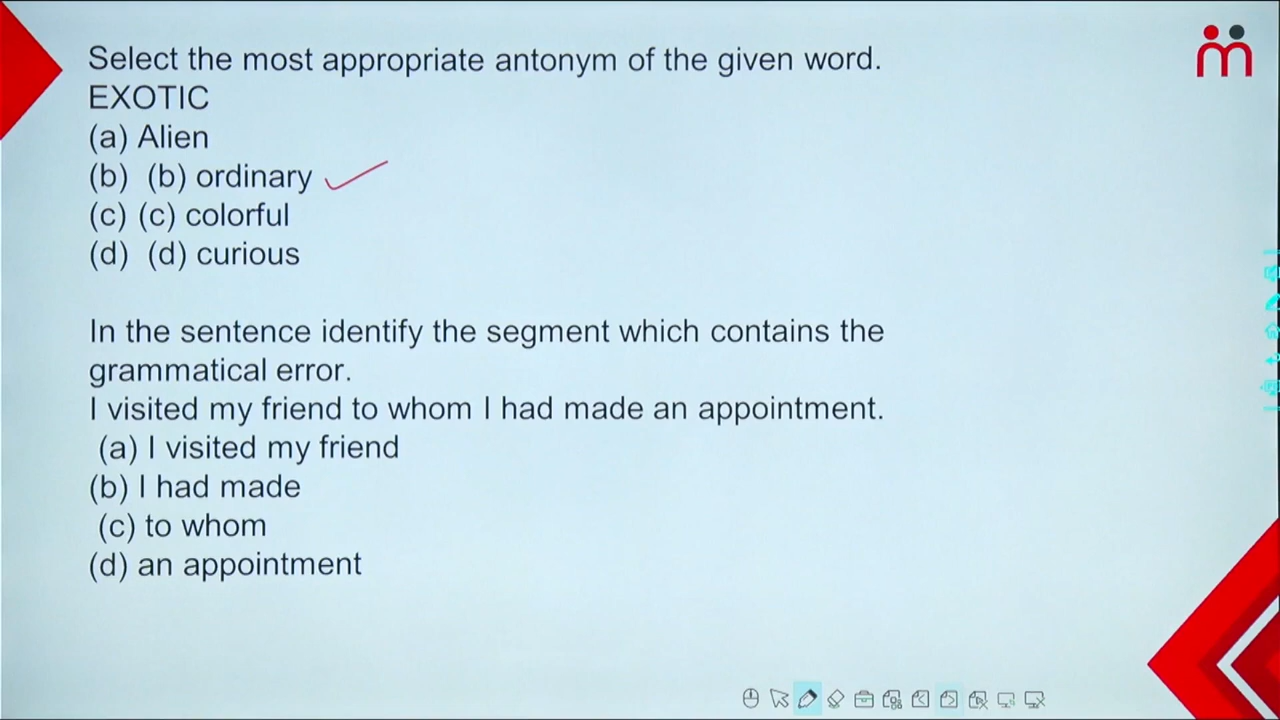 Select the most appropriate antonym of the given word.
EXOTIC
(a) Alien
(b) (b) ordinary
(c) (c) colorful
(d) (d) curious
In the sentence identify the segment which contains the
grammatical error.
I visited my friend to whom I had made an appointment.
(a) I visited my friend
(b) I had made
(c) to whom
(d) an appointment